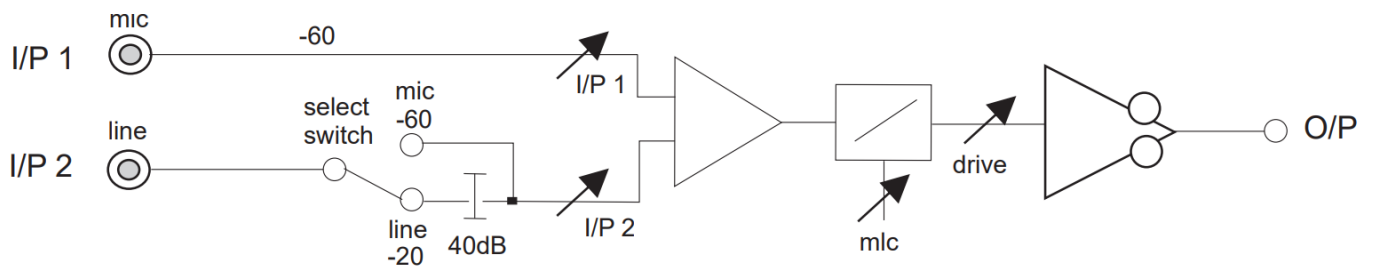 mic
I/P 1
-60
I/P 1
mic
-60
select
switch
line
I/P 2
line
-20
40dB
I/P 2
mlc
drive
O/P